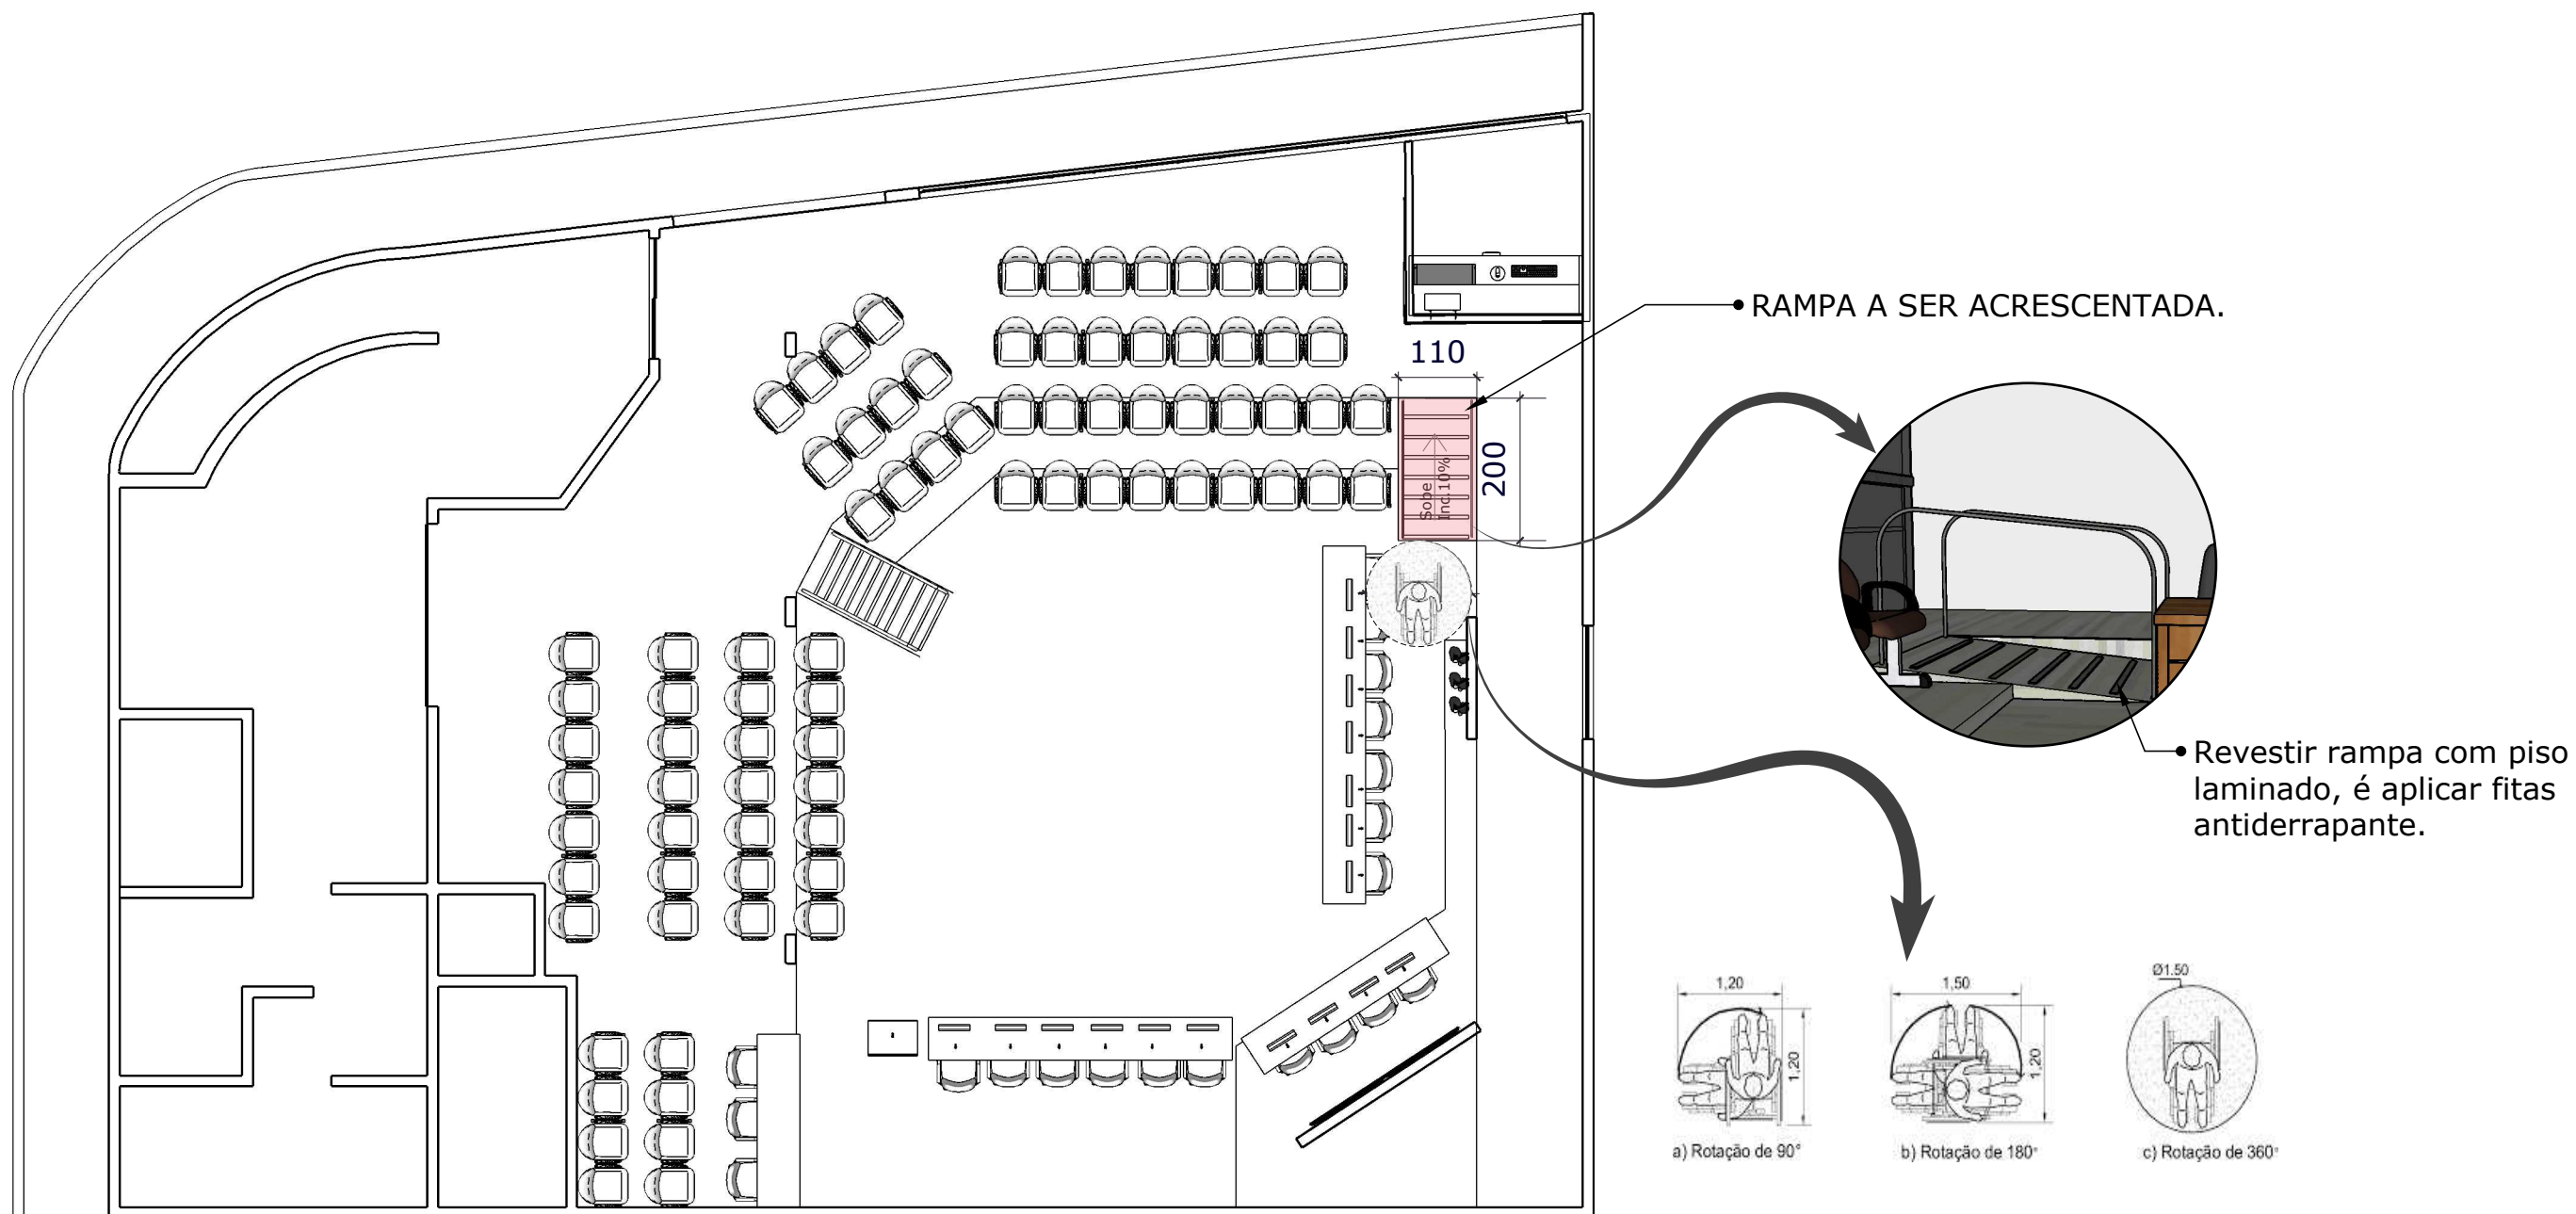 RAMPA A SER ACRESCENTADA.
110
200
Sobe
Inc.10%
Revestir rampa com piso
laminado, é aplicar fitas
antiderrapante.
1,20
1,20
a) Rotação de 90°
1,50
1,20
b) Rotação de 180°
Ø1.50
c) Rotação de 360°